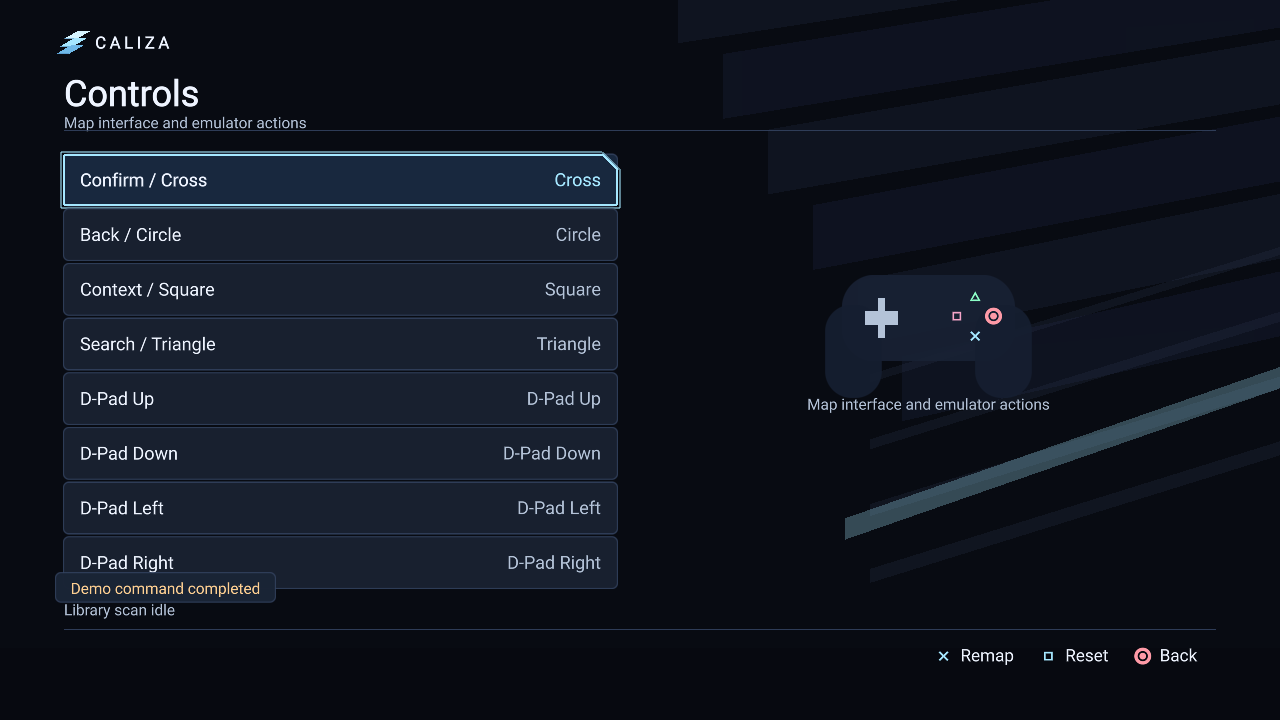 CALIZA
Controls
Map interface and emulator actions
Confirm / Cross Cross
Back / Circle Circle
Context / Square Square
Search / Triangle Triangle
D-Pad Up D-Pad Up
D-Pad Down D-Pad Down
D-Pad Left D-Pad Left
D-Pad Right D-Pad Right
Map interface and emulator actions
Demo command completed
Library scan idle
Remap Reset Back